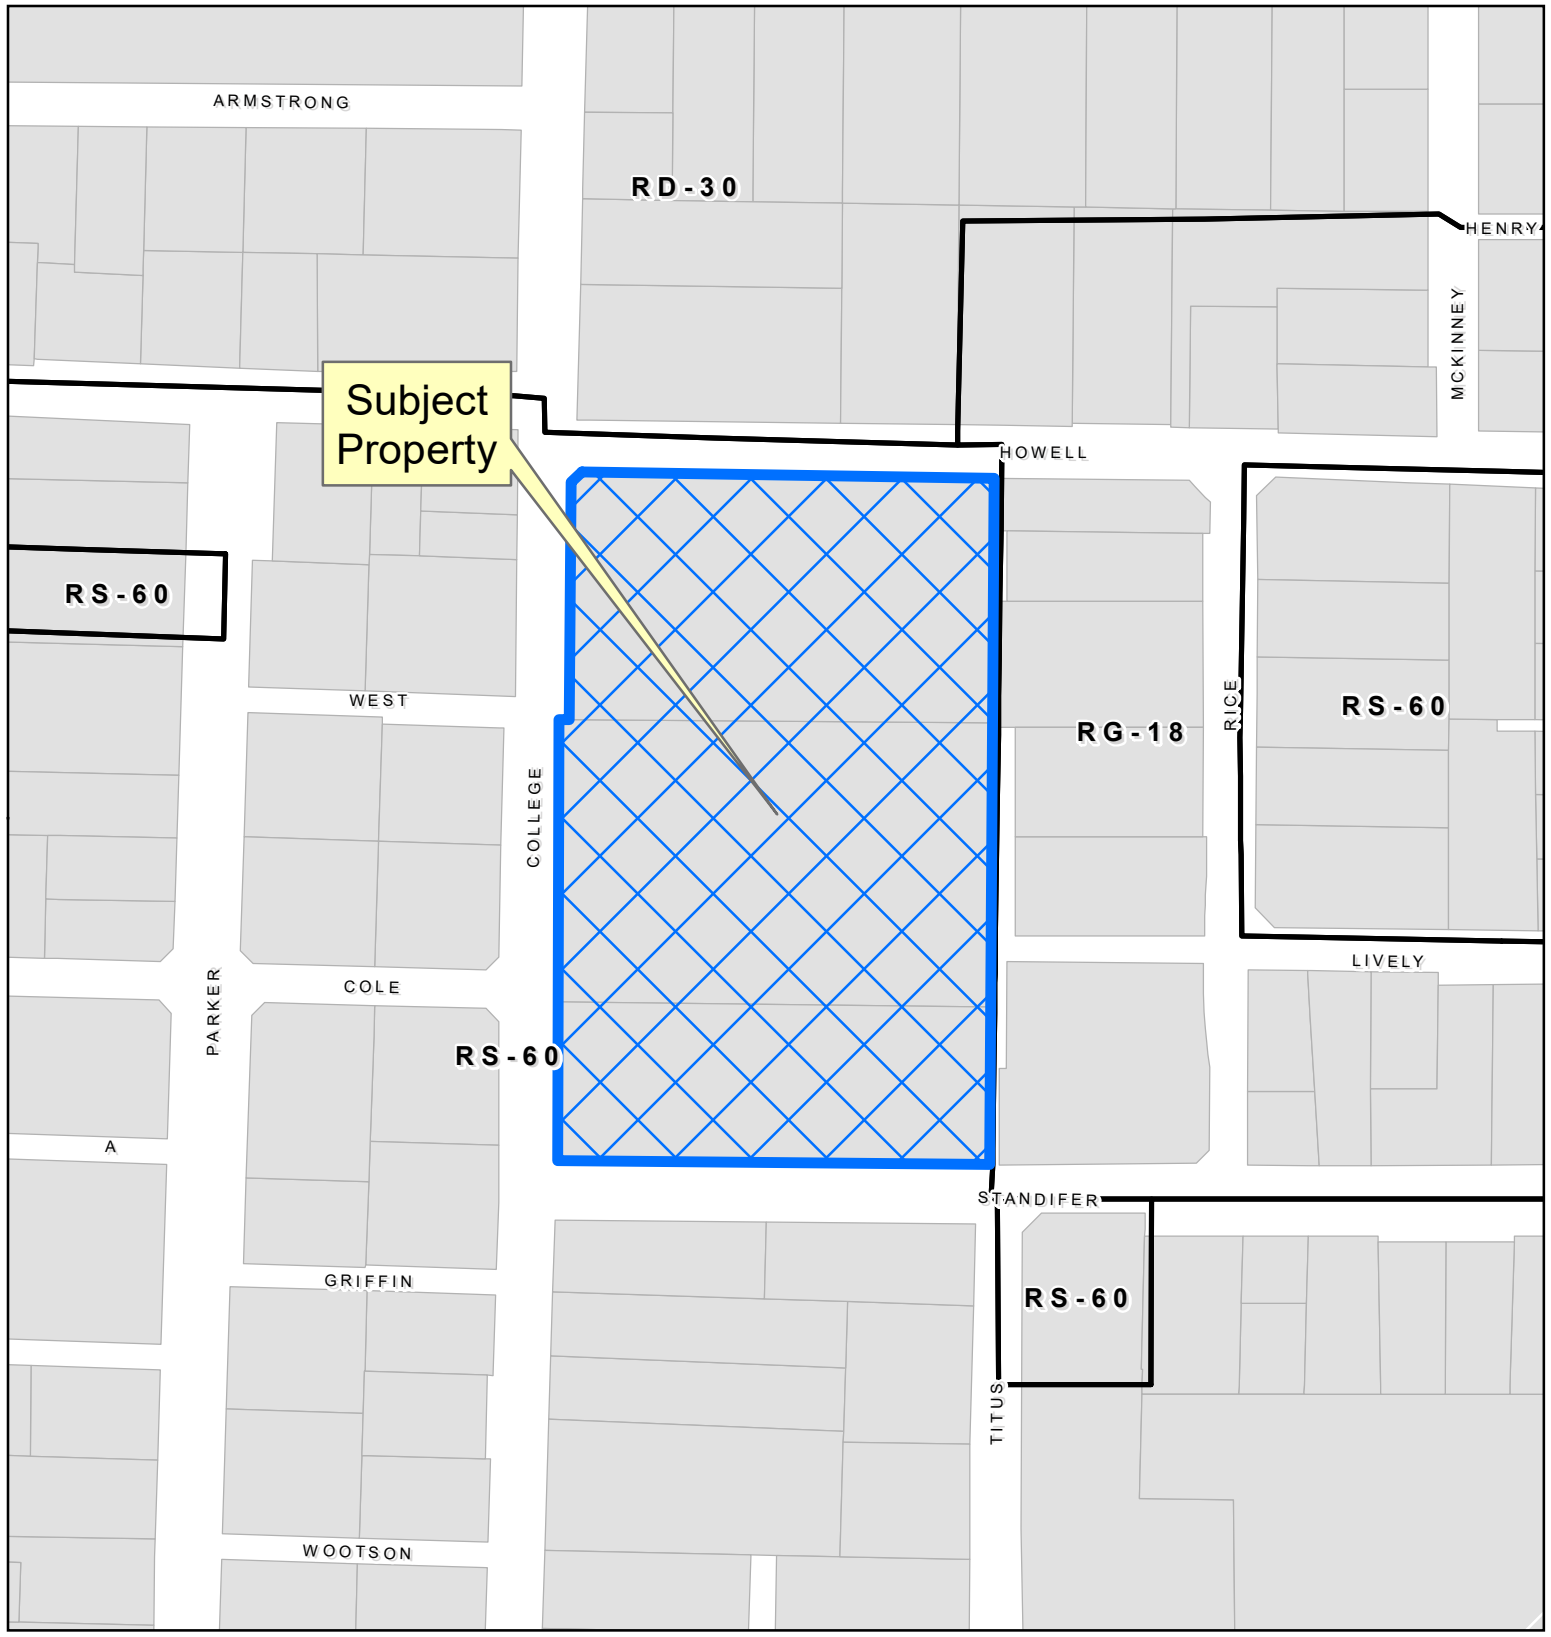 ARMSTRONG
RD-30
HENRY
MCKINNEY
Subject
Property
HOWELL
RS-60
WEST
RICE
RS-60
RG-18
COLLEGE
LIVELY
COLE
PARKER
RS-60
A
STANDIFER
GRIFFIN
RS-60
TITUS
WOOTSON